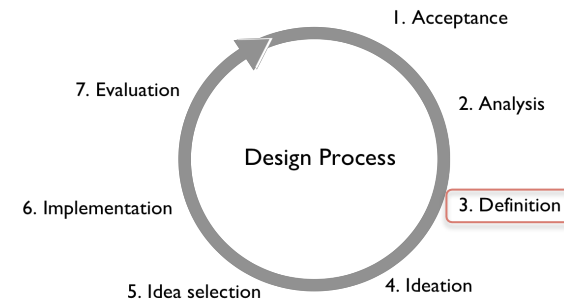 1. Acceptance
2. Analysis
3. Definition
4. Ideation
5. Idea selection
6. Implementation
7. Evaluation
Design Process